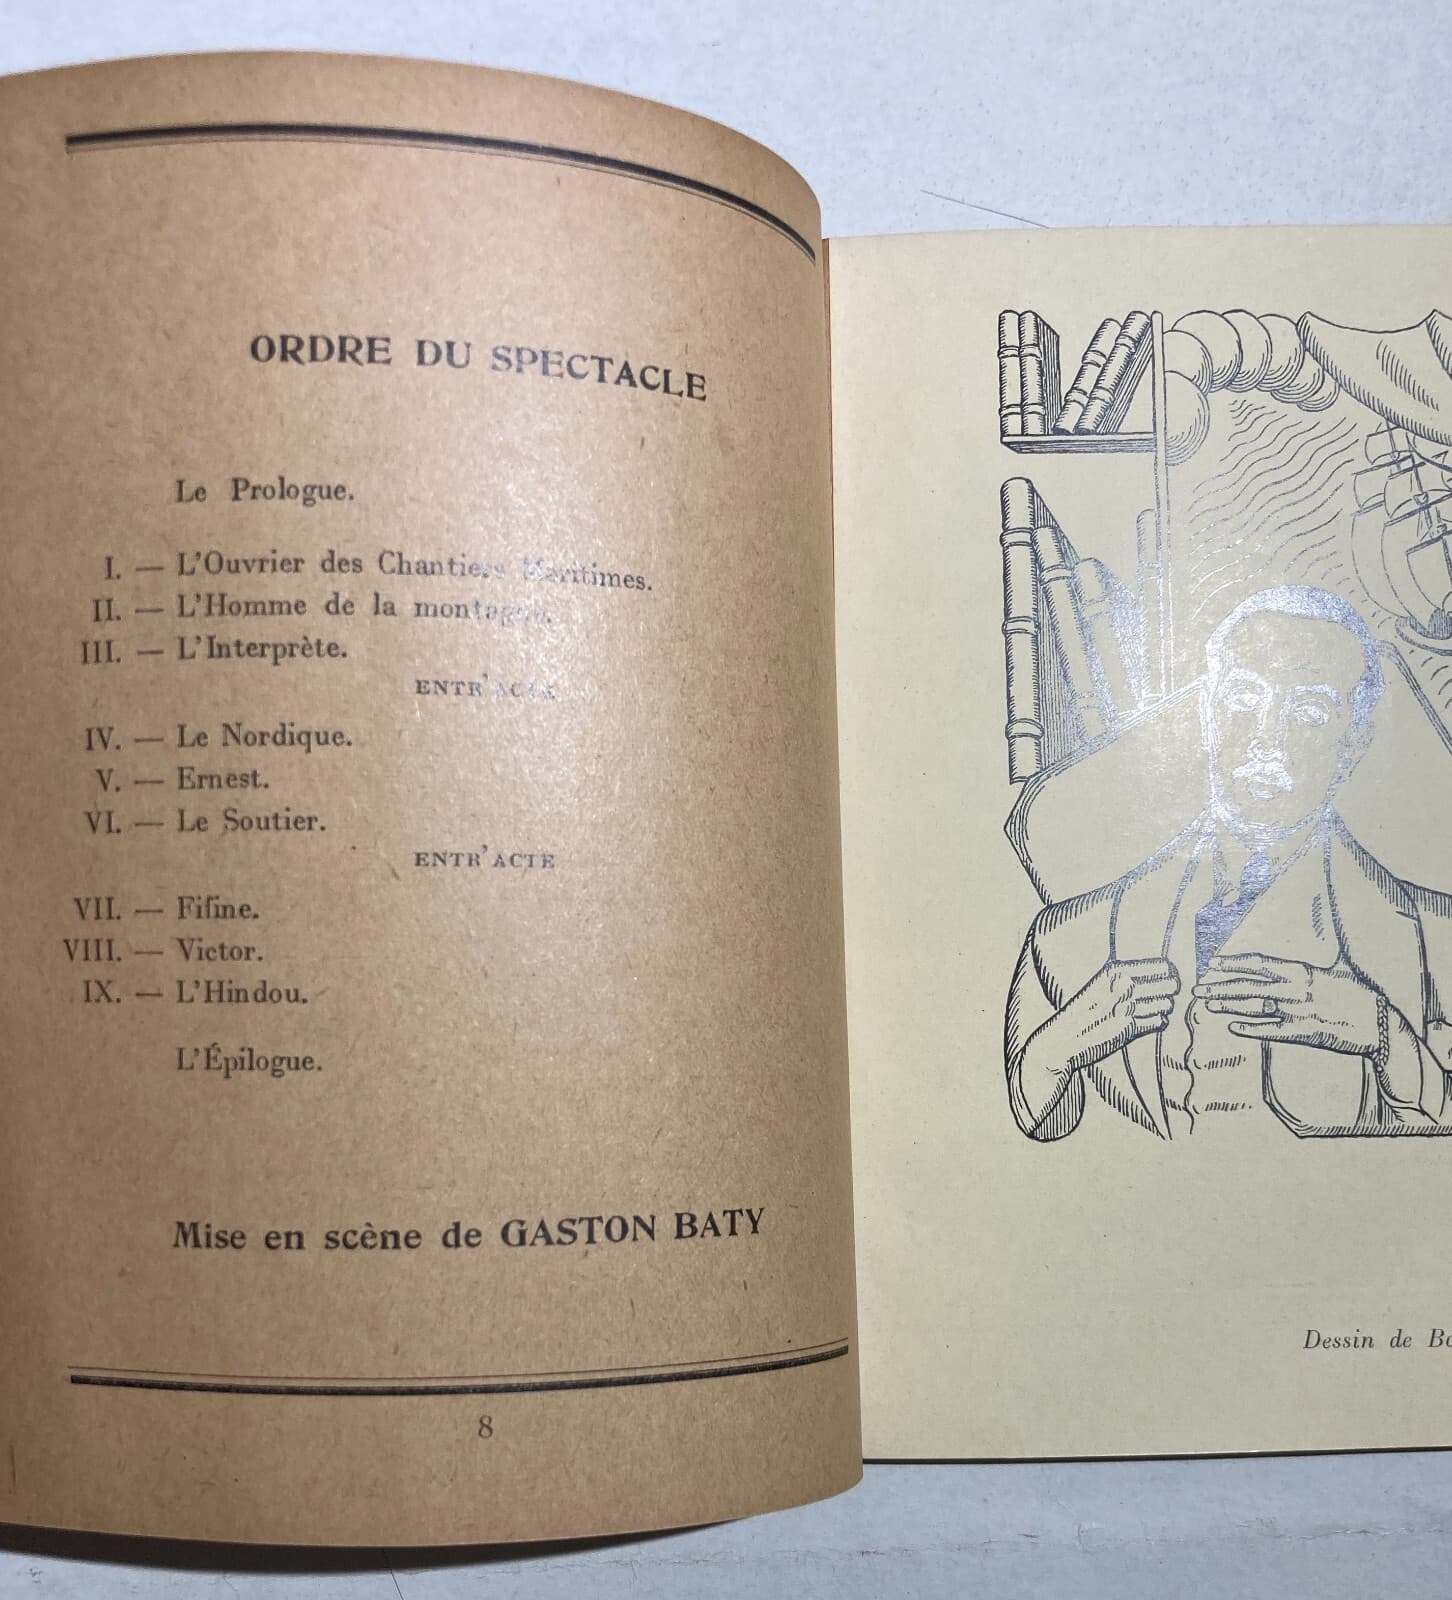 ORDRE DU SPECTACLE
Le Prologue.
I. — L'Ouvrier des Chantiers Maritimes.
II. — L'Homme de la montagne.
III. — L'Interprète.
ENTR'ACTE
IV. — Le Nordique.
V. — Ernest.
VI. — Le Soutier.
ENTR'ACTE
VII. — Fifine.
VIII. — Victor.
IX. — L'Hindou.
L'Épilogue.
Mise en scène de GASTON BATY
8
Dessin de